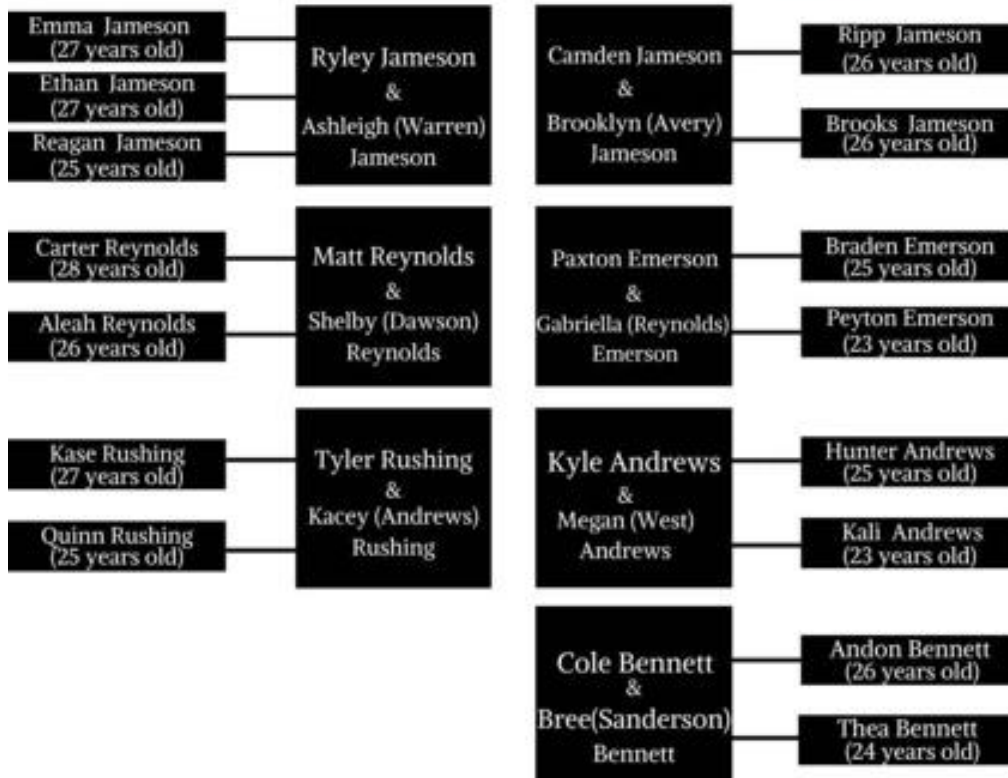 Emma Jameson
(27 years old)
Ethan Jameson
(27 years old)
Reagan Jameson
(25 years old)
Ryley Jameson
&
Ashleigh (Warren)
Jameson
Camden Jameson
&
Brooklyn (Avery)
Jameson
Ripp Jameson
(26 years old)
Brooks Jameson
(26 years old)
Carter Reynolds
(28 years old)
Aleah Reynolds
(26 years old)
Matt Reynolds
&
Shelby (Dawson)
Reynolds
Paxton Emerson
&
Gabriella (Reynolds)
Emerson
Braden Emerson
(25 years old)
Peyton Emerson
(23 years old)
Kase Rushing
(27 years old)
Quinn Rushing
(25 years old)
Tyler Rushing
&
Kacey (Andrews)
Rushing
Kyle Andrews
&
Megan (West)
Andrews
Hunter Andrews
(25 years old)
Kali Andrews
(23 years old)
Cole Bennett
&
Bree(Sanderson)
Bennett
Andon Bennett
(26 years old)
Thea Bennett
(24 years old)